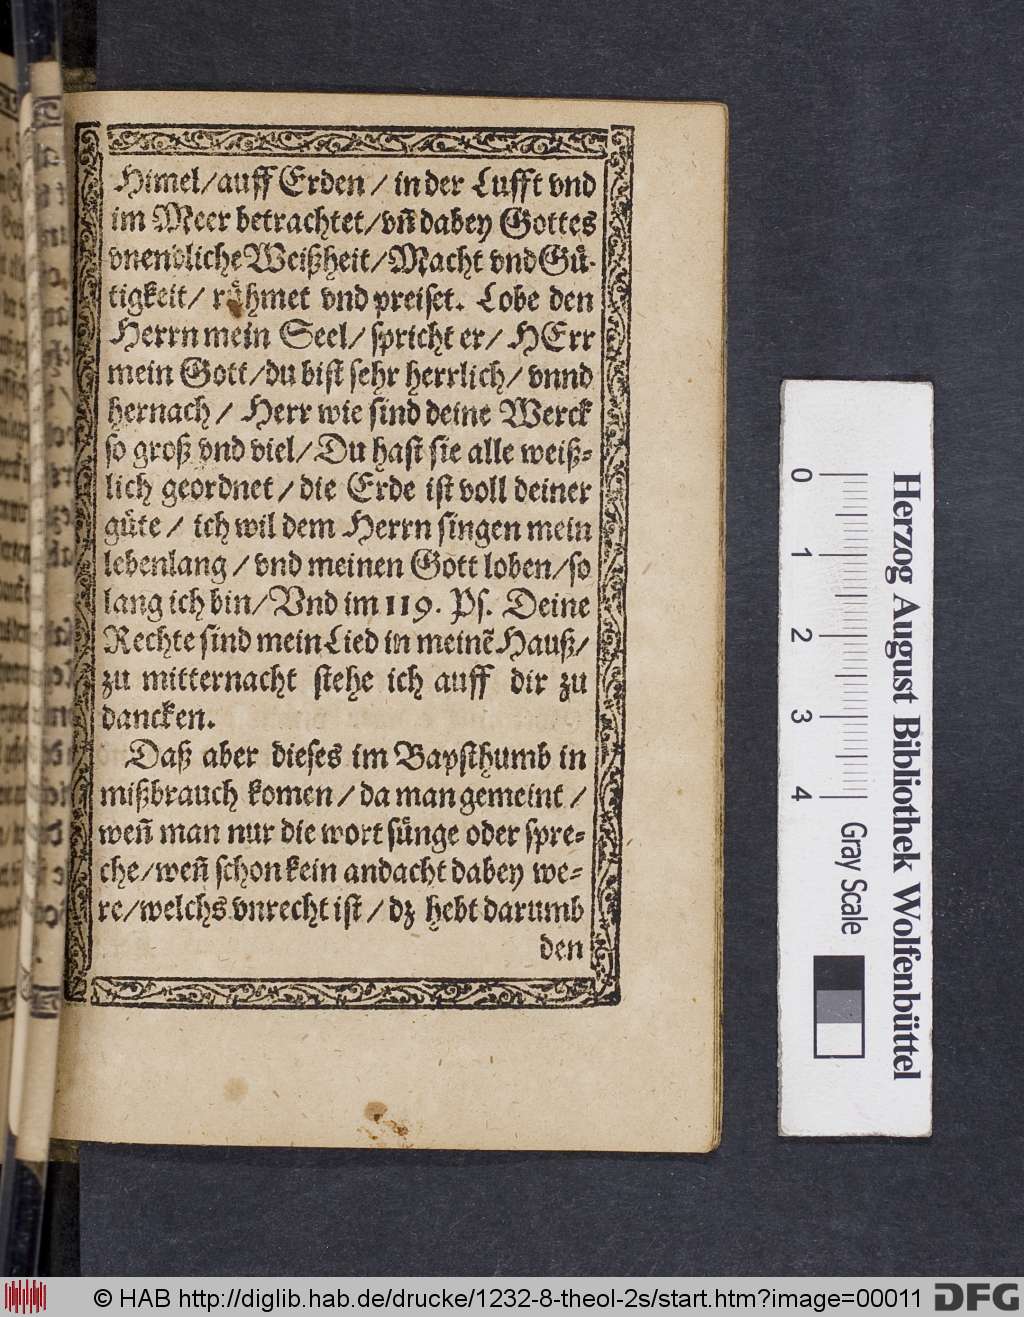 Himel/auff Erden / in der Lufft vnd
im Meer betrachtet/vñ dabey Gottes
vnendliche Weißheit/Macht vnd Gü-
tigkeit/ rühmet vnd preiset. Lobe den
Herrn mein Seel/ spricht er/ HErr
mein Gott/du bist sehr herrlich/ vnnd
hernach/ Herr wie sind deine Werck
so groß vnd viel/Du hast sie alle weiß-
lich geordnet/die Erde ist voll deiner
güte/ ich wil dem Herrn singen mein
lebenlang/vnd meinen Gott loben/so
lang ich bin/Vnd im 119. Ps. Deine
Rechte sind mein Lied in meinẽ Hauß/
zu mitternacht stehe ich auff dir zu
dancken.
Daß aber dieses im Bapsthumb in
mißbrauch komen/da man gemeint/
weñ man nur die wort sünge oder spre-
che/weñ schon kein andacht dabey we-
re/welchs vnrecht ist/dz hebt darumb
den
0 1 2 3 4 Gray Scale
Herzog August Bibliothek Wolfenbüttel
© HAB http://diglib.hab.de/drucke/1232-8-theol-2s/start.htm?image=00011 DFG